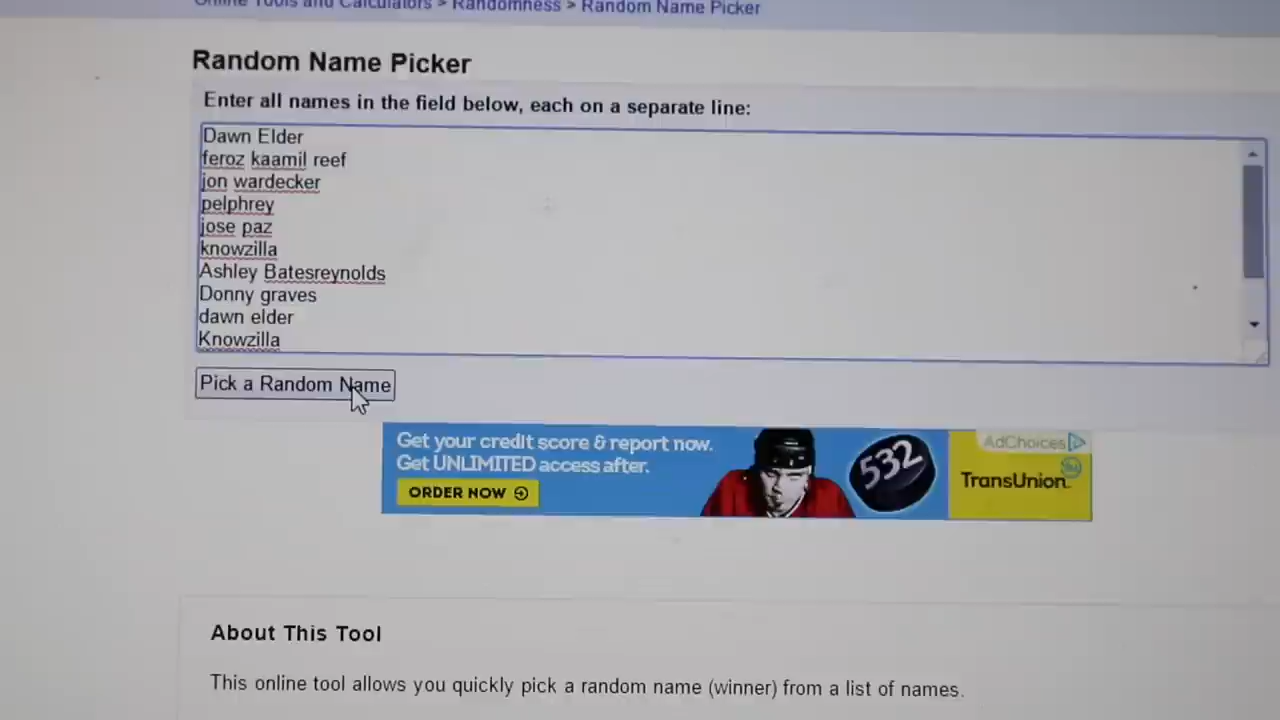 Online Tools and Calculators > Randomness > Random Name Picker
Random Name Picker
Enter all names in the field below, each on a separate line:
Dawn Elder
feroz kaamil reef
jon wardecker
pelphrey
jose paz
knowzilla
Ashley Batesreynolds
Donny graves
dawn elder
Knowzilla
Pick a Random Name
Get your credit score & report now.
Get UNLIMITED access after.
ORDER NOW
532
AdChoices
TransUnion
About This Tool
This online tool allows you quickly pick a random name (winner) from a list of names.